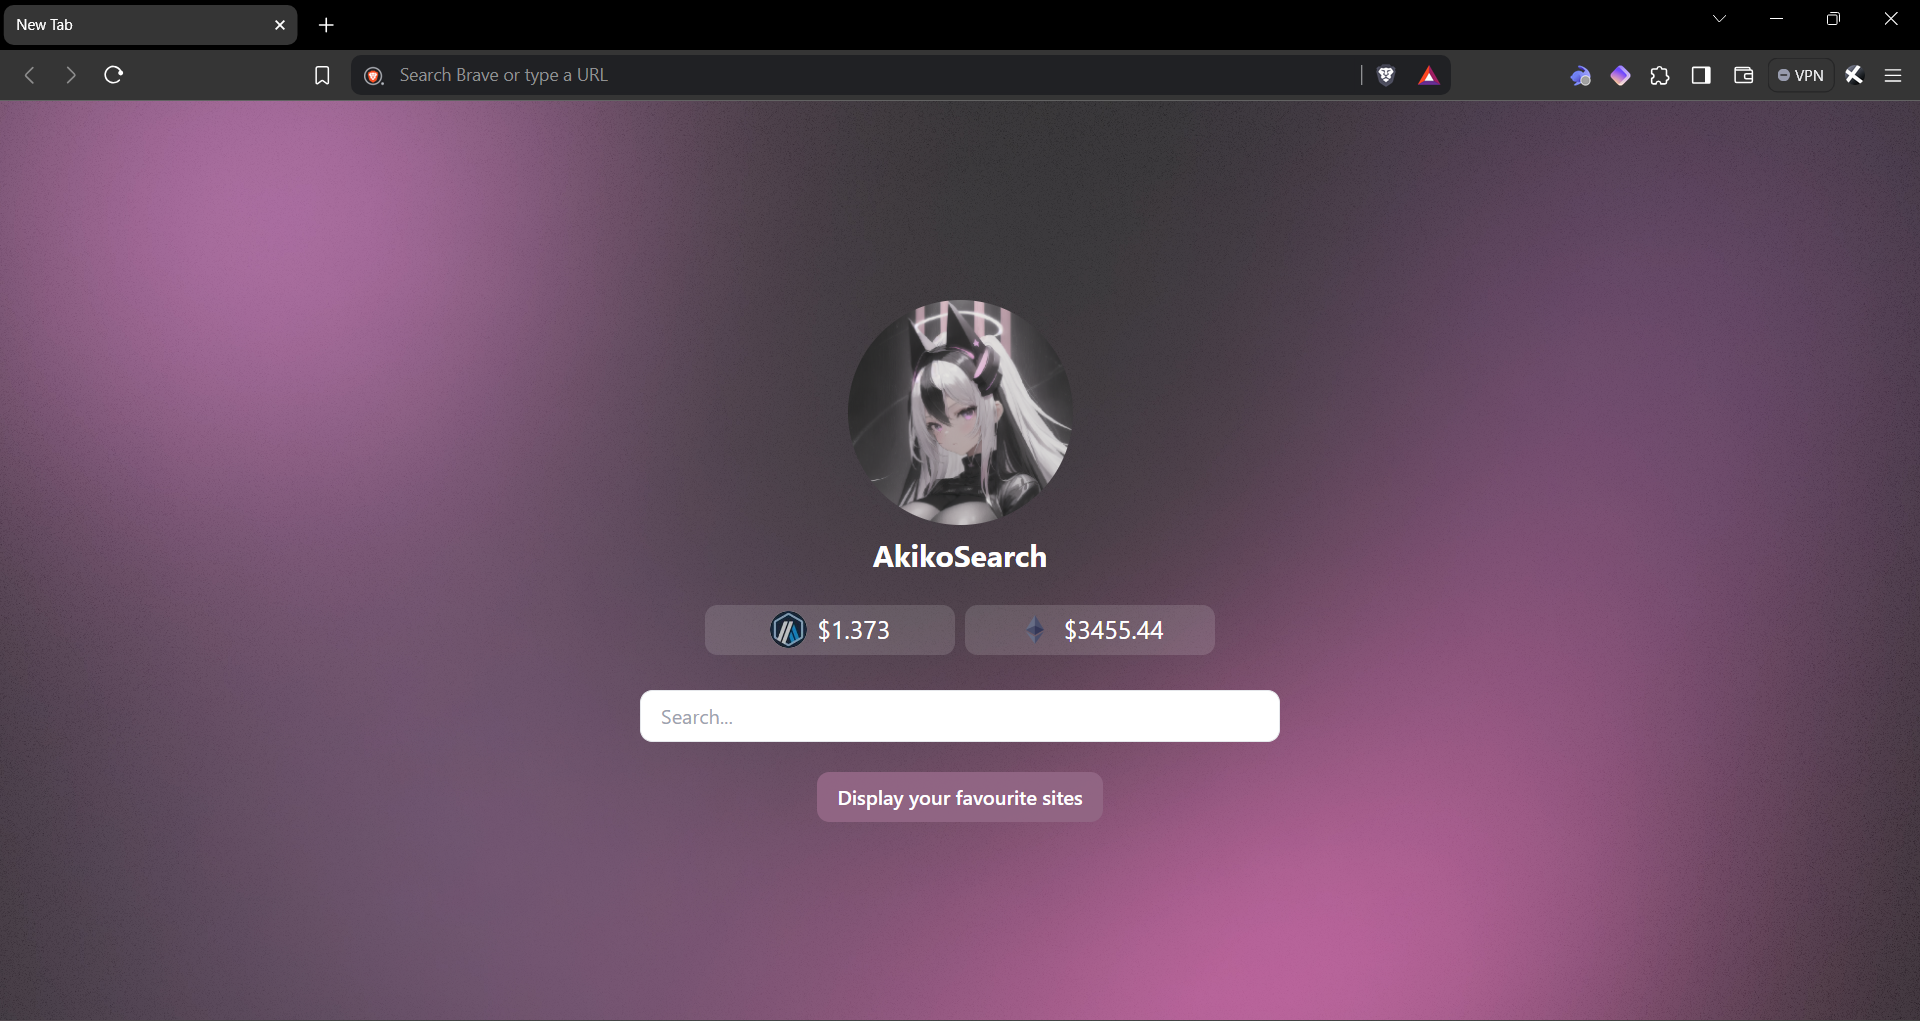 New Tab
Search Brave or type a URL
VPN
AkikoSearch
$1.373
$3455.44
Search...
Display your favourite sites